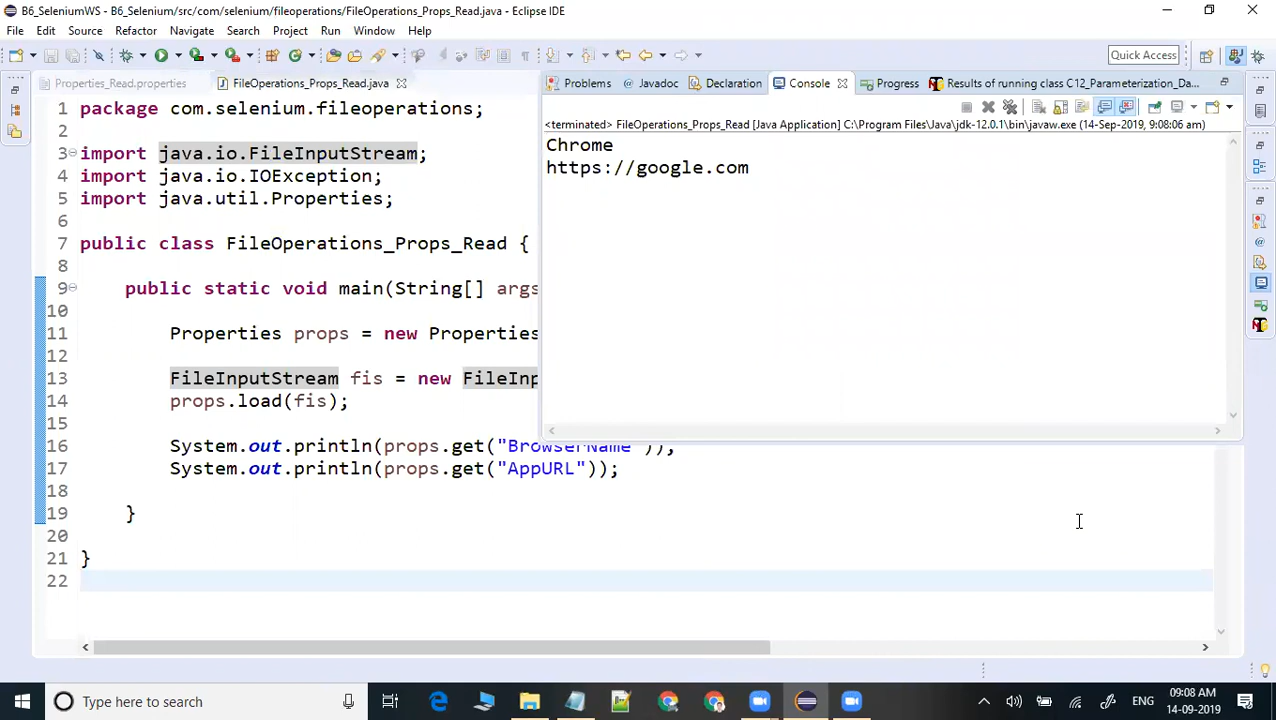 B6_SeleniumWS - B6_Selenium/src/com/selenium/fileoperations/FileOperations_Props_Read.java - Eclipse IDE
File Edit Source Refactor Navigate Search Project Run Window Help
Quick Access
Properties_Read.properties FileOperations_Props_Read.java
Problems @ Javadoc Declaration Console Progress Results of running class C12_Parameterization_Da...
<terminated> FileOperations_Props_Read [Java Application] C:\Program Files\Java\jdk-12.0.1\bin\javaw.exe (14-Sep-2019, 9:08:06 am)
Chrome
https://google.com
1 package com.selenium.fileoperations;
2
3 import java.io.FileInputStream;
4 import java.io.IOException;
5 import java.util.Properties;
6
7 public class FileOperations_Props_Read {
8
9 public static void main(String[] args
10
11 Properties props = new Properties
12
13 FileInputStream fis = new FileInp
14 props.load(fis);
15
16 System.out.println(props.get("BrowserName"));
17 System.out.println(props.get("AppURL"));
18
19 }
20
21 }
22
Type here to search
ENG
09:08 AM
14-09-2019